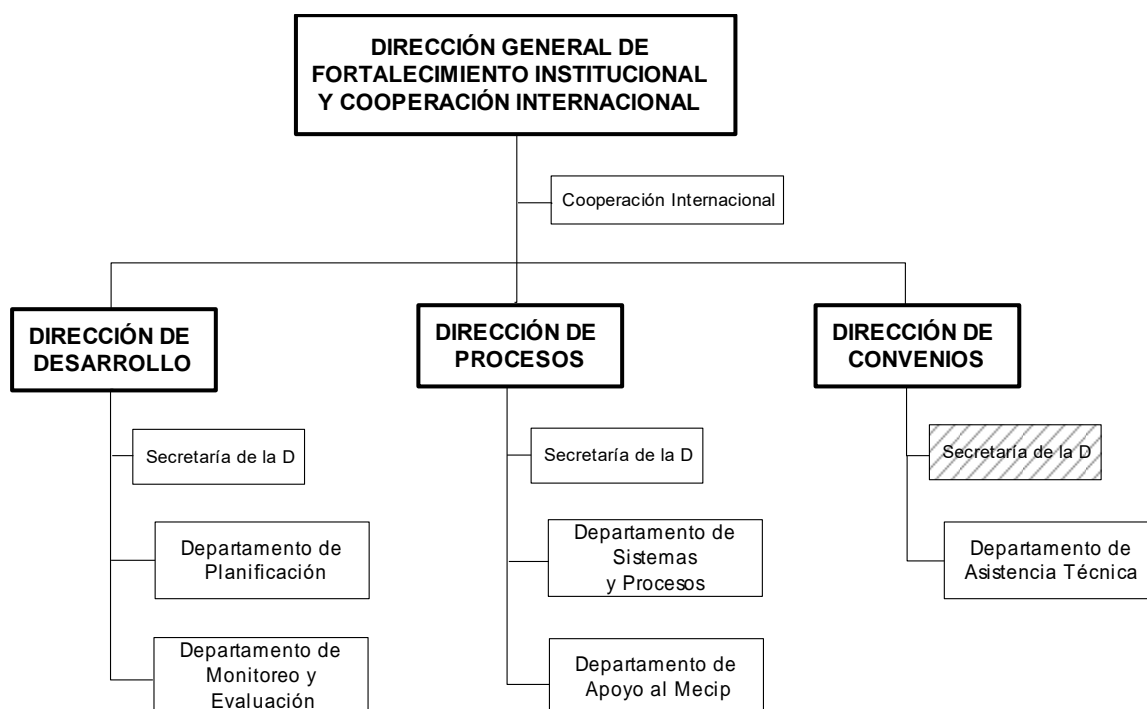 DIRECCIÓN GENERAL DE
FORTALECIMIENTO INSTITUCIONAL
Y COOPERACIÓN INTERNACIONAL
Cooperación Internacional
DIRECCIÓN DE
DESARROLLO
DIRECCIÓN DE
PROCESOS
DIRECCIÓN DE
CONVENIOS
Secretaría de la D
Secretaría de la D
Secretaría de la D
Departamento de
Planificación
Departamento de
Sistemas
y Procesos
Departamento de
Asistencia Técnica
Departamento de
Monitoreo y
Evaluación
Departamento de
Apoyo al Mecip